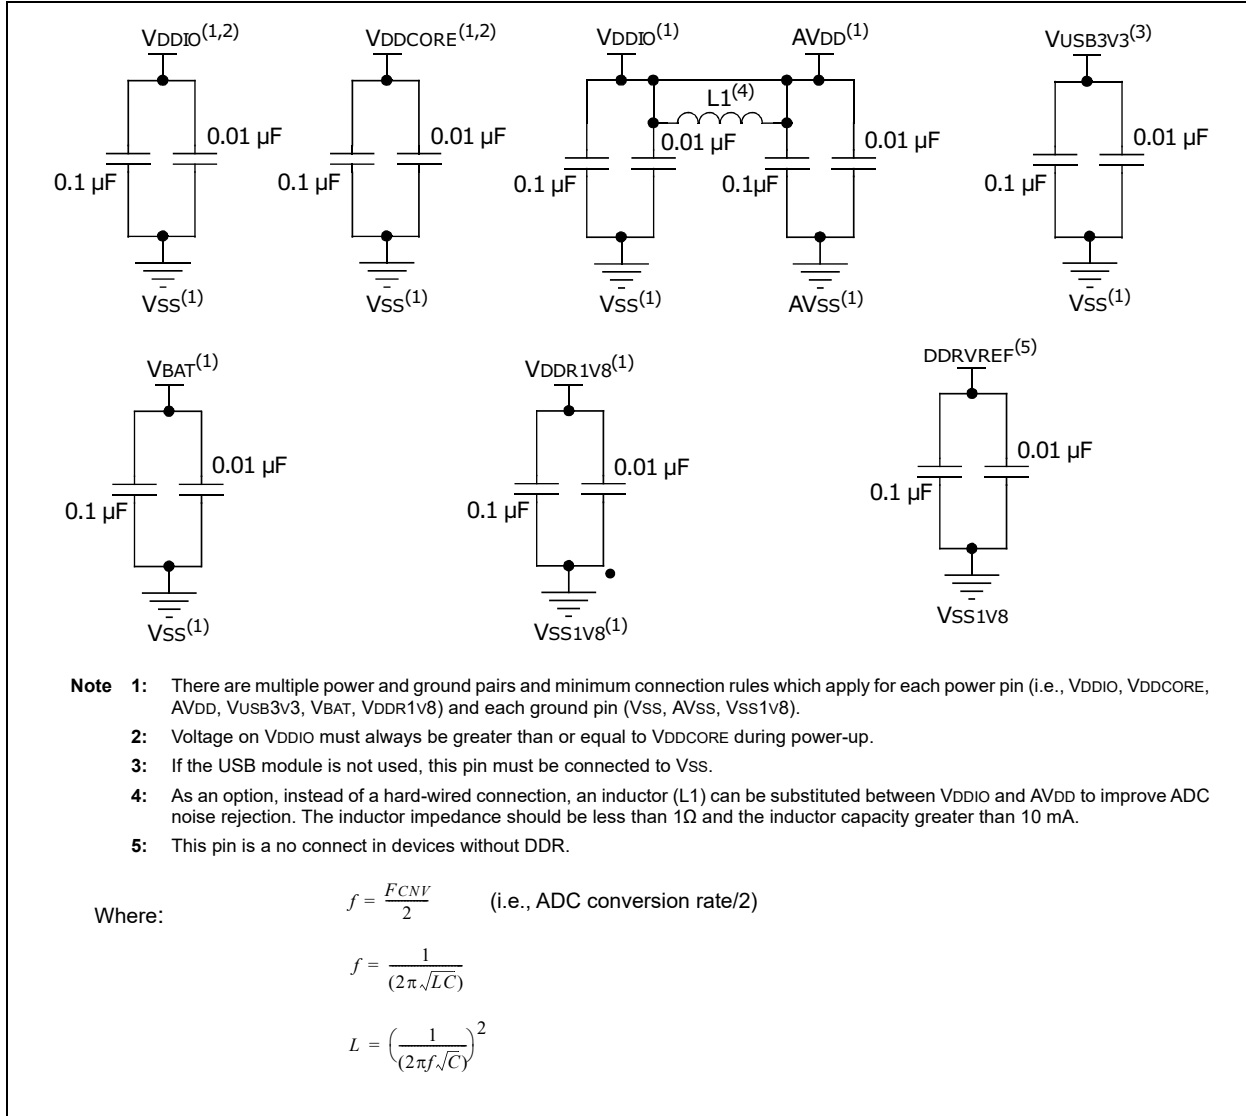 VDDIO(1,2)
VDDCORE(1,2)
VDDIO(1)
AVDD(1)
VUSB3V3(3)
L1(4)
0.01 µF
0.1 µF
0.01 µF
0.1 µF
0.01 µF
0.1 µF
0.01 µF
0.1µF
0.01 µF
0.1 µF
VSS(1)
VSS(1)
VSS(1)
AVSS(1)
VSS(1)
VBAT(1)
VDDR1V8(1)
DDRVREF(5)
0.01 µF
0.1 µF
0.01 µF
0.1 µF
0.01 µF
0.1 µF
VSS(1)
VSS1V8(1)
VSS1V8
Note 1: There are multiple power and ground pairs and minimum connection rules which apply for each power pin (i.e., VDDIO, VDDCORE,
AVDD, VUSB3V3, VBAT, VDDR1V8) and each ground pin (VSS, AVSS, VSS1V8).
2: Voltage on VDDIO must always be greater than or equal to VDDCORE during power-up.
3: If the USB module is not used, this pin must be connected to VSS.
4: As an option, instead of a hard-wired connection, an inductor (L1) can be substituted between VDDIO and AVDD to improve ADC
noise rejection. The inductor impedance should be less than 1Ω and the inductor capacity greater than 10 mA.
5: This pin is a no connect in devices without DDR.
Where:
f = FCNV / 2 (i.e., ADC conversion rate/2)
f = 1 / (2π√LC)
L = (1 / (2πf√C))²